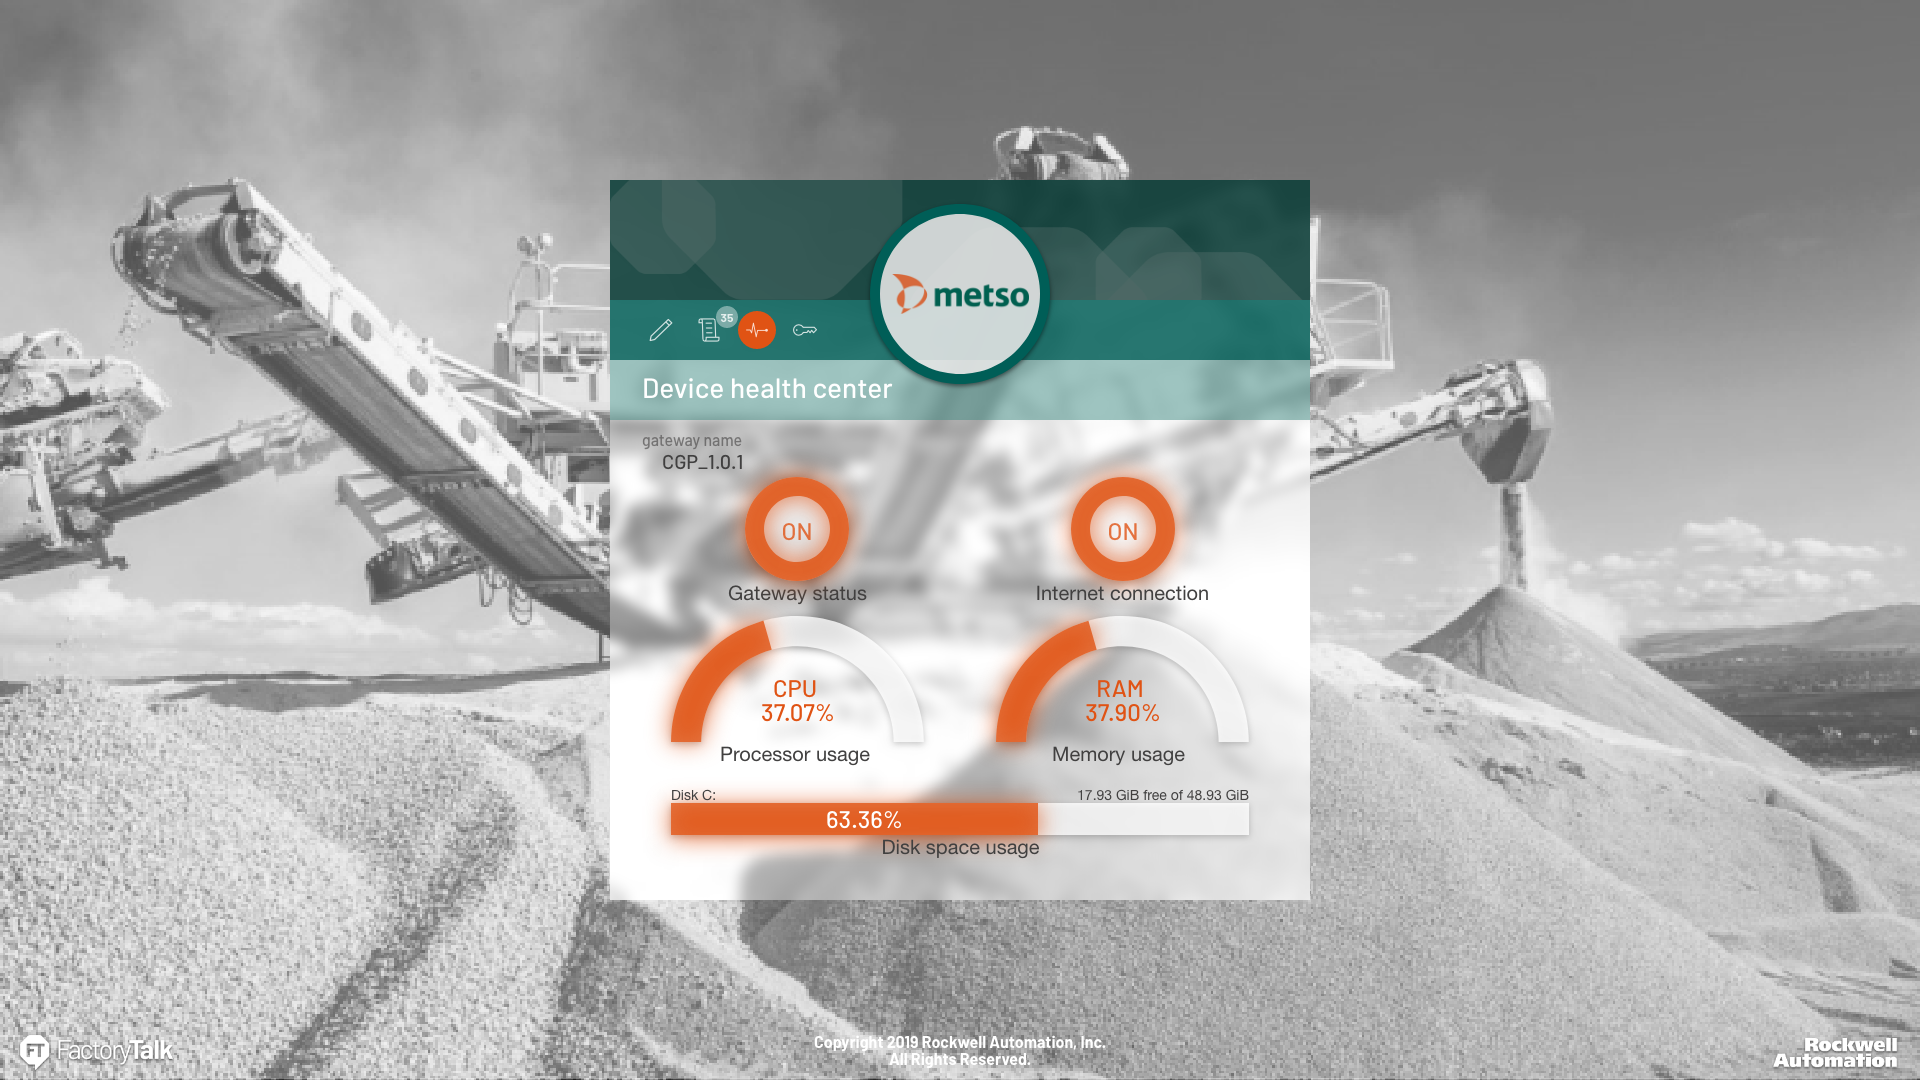 metso
35
Device health center
gateway name
CGP_1.0.1
ON
ON
Gateway status
Internet connection
CPU
37.07%
RAM
37.90%
Processor usage
Memory usage
Disk C:
17.93 GiB free of 48.93 GiB
63.36%
Disk space usage
FT FactoryTalk
Copyright 2019 Rockwell Automation, Inc.
All Rights Reserved.
Rockwell
Automation